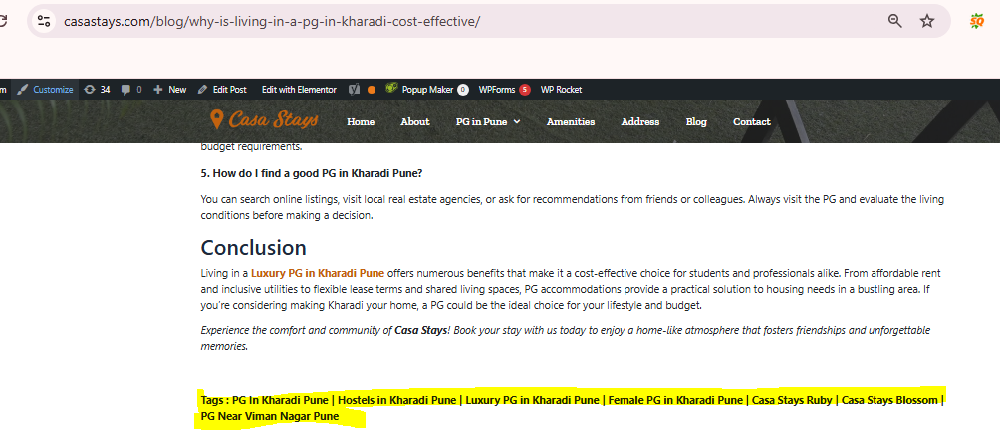 casastays.com/blog/why-is-living-in-a-pg-in-kharadi-cost-effective/
SQ
m Customize 34 0 New Edit Post Edit with Elementor Popup Maker 0 WPForms 5 WP Rocket
Casa Stays Home About PG in Pune Amenities Address Blog Contact
budget requirements.
5. How do I find a good PG in Kharadi Pune?
You can search online listings, visit local real estate agencies, or ask for recommendations from friends or colleagues. Always visit the PG and evaluate the living
conditions before making a decision.
Conclusion
Living in a Luxury PG in Kharadi Pune offers numerous benefits that make it a cost-effective choice for students and professionals alike. From affordable rent
and inclusive utilities to flexible lease terms and shared living spaces, PG accommodations provide a practical solution to housing needs in a bustling area. If
you're considering making Kharadi your home, a PG could be the ideal choice for your lifestyle and budget.
Experience the comfort and community of Casa Stays! Book your stay with us today to enjoy a home-like atmosphere that fosters friendships and unforgettable
memories.
Tags : PG In Kharadi Pune | Hostels in Kharadi Pune | Luxury PG in Kharadi Pune | Female PG in Kharadi Pune | Casa Stays Ruby | Casa Stays Blossom |
PG Near Viman Nagar Pune